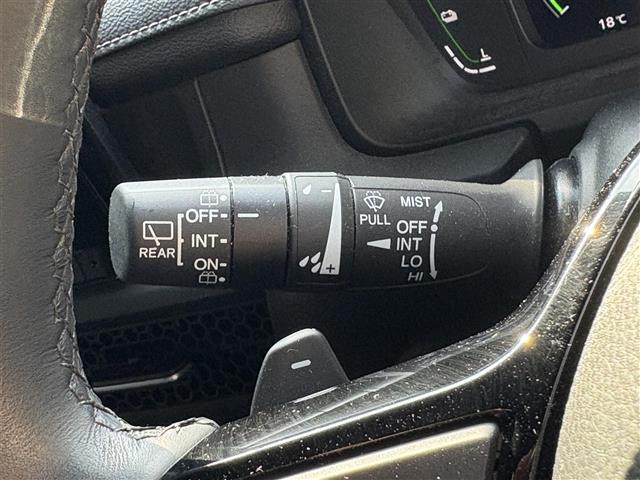 18℃
REAR
OFF
INT
ON
- 
+
PULL
MIST
OFF
INT
LO
HI